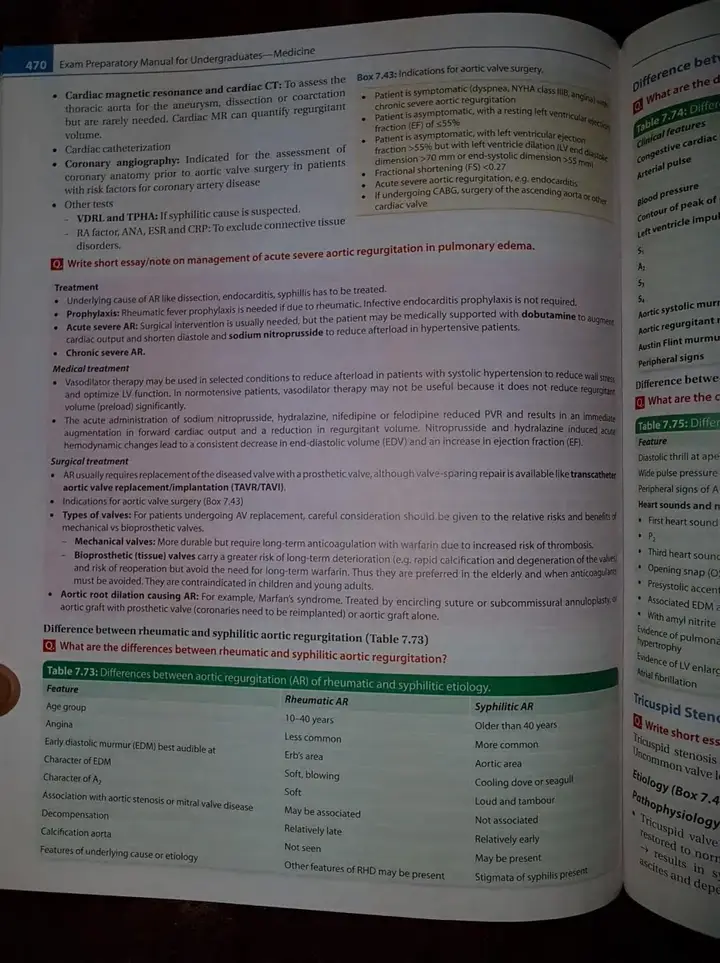 470 Exam Preparatory Manual for Undergraduates—Medicine
• Cardiac magnetic resonance and cardiac CT: To assess the
thoracic aorta for the aneurysm, dissection or coarctation
but are rarely needed. Cardiac MR can quantify regurgitant
volume.
• Cardiac catheterization
• Coronary angiography: Indicated for the assessment of
coronary anatomy prior to aortic valve surgery in patients
with risk factors for coronary artery disease
• Other tests
– VDRL and TPHA: If syphilitic cause is suspected.
– RA factor, ANA, ESR and CRP: To exclude connective tissue
disorders.
Box 7.43: Indications for aortic valve surgery.
• Patient is symptomatic (dyspnea, NYHA class IIIB, angina) with
chronic severe aortic regurgitation
• Patient is asymptomatic, with a resting left ventricular ejection
fraction (EF) of ≤55%
• Patient is asymptomatic, with left ventricular ejection
fraction >55% but with left ventricle dilation (LV end diastolic
dimension >70 mm or end-systolic dimension >55 mm)
• Fractional shortening (FS) <0.27
• Acute severe aortic regurgitation, e.g. endocarditis
• If undergoing CABG, surgery of the ascending aorta or other
cardiac valve
Q. Write short essay/note on management of acute severe aortic regurgitation in pulmonary edema.
Treatment
• Underlying cause of AR like dissection, endocarditis, syphillis has to be treated.
• Prophylaxis: Rheumatic fever prophylaxis is needed if due to rheumatic. Infective endocarditis prophylaxis is not required.
• Acute severe AR: Surgical intervention is usually needed, but the patient may be medically supported with dobutamine to augment
cardiac output and shorten diastole and sodium nitroprusside to reduce afterload in hypertensive patients.
• Chronic severe AR.
Medical treatment
• Vasodilator therapy may be used in selected conditions to reduce afterload in patients with systolic hypertension to reduce wall stress
and optimize LV function. In normotensive patients, vasodilator therapy may not be useful because it does not reduce regurgitant
volume (preload) significantly.
• The acute administration of sodium nitroprusside, hydralazine, nifedipine or felodipine reduced PVR and results in an immediate
augmentation in forward cardiac output and a reduction in regurgitant volume. Nitroprusside and hydralazine induced acute
hemodynamic changes lead to a consistent decrease in end-diastolic volume (EDV) and an increase in ejection fraction (EF).
Surgical treatment
• AR usually requires replacement of the diseased valve with a prosthetic valve, although valve-sparing repair is available like transcatheter
aortic valve replacement/implantation (TAVR/TAVI).
• Indications for aortic valve surgery (Box 7.43)
• Types of valves: For patients undergoing AV replacement, careful consideration should be given to the relative risks and benefits of
mechanical vs bioprosthetic valves.
– Mechanical valves: More durable but require long-term anticoagulation with warfarin due to increased risk of thrombosis.
– Bioprosthetic (tissue) valves carry a greater risk of long-term deterioration (e.g. rapid calcification and degeneration of the valves)
and risk of reoperation but avoid the need for long-term warfarin. Thus they are preferred in the elderly and when anticoagulants
must be avoided. They are contraindicated in children and young adults.
• Aortic root dilation causing AR: For example, Marfan's syndrome. Treated by encircling suture or subcommissural annuloplasty, or
aortic graft with prosthetic valve (coronaries need to be reimplanted) or aortic graft alone.
Difference between rheumatic and syphilitic aortic regurgitation (Table 7.73)
Q. What are the differences between rheumatic and syphilitic aortic regurgitation?
Table 7.73: Differences between aortic regurgitation (AR) of rheumatic and syphilitic etiology.
Feature Rheumatic AR Syphilitic AR
Age group 10–40 years Older than 40 years
Angina Less common More common
Early diastolic murmur (EDM) best audible at Erb's area Aortic area
Character of EDM Soft, blowing Cooling dove or seagull
Character of A2 Soft Loud and tambour
Association with aortic stenosis or mitral valve disease May be associated Not associated
Decompensation Relatively late Relatively early
Calcification aorta Not seen May be present
Features of underlying cause or etiology Other features of RHD may be present Stigmata of syphilis present
Difference bet
Q. What are the d
Table 7.74: Differ
Clinical features
Congestive cardiac
Arterial pulse
Blood pressure
Contour of peak of
Left ventricle impul
S1
A2
S3
S4
Aortic systolic murr
Aortic regurgitant r
Austin Flint murmu
Peripheral signs
Difference betwe
Q. What are the c
Table 7.75: Differ
Feature
Diastolic thrill at ape
Wide pulse pressure
Peripheral signs of A
Heart sounds and n
• First heart sound
• P2
• Third heart sound
• Opening snap (OS
• Presystolic accent
• Associated EDM a
• With amyl nitrite
Evidence of pulmona
hypertrophy
Evidence of LV enlarg
Atrial fibrillation
Tricuspid Steno
Q. Write short ess
Tricuspid stenosis
Uncommon valve l
Etiology (Box 7.4
Pathophysiology
• Tricuspid valve
restored to norm
→ results in s
ascites and depe